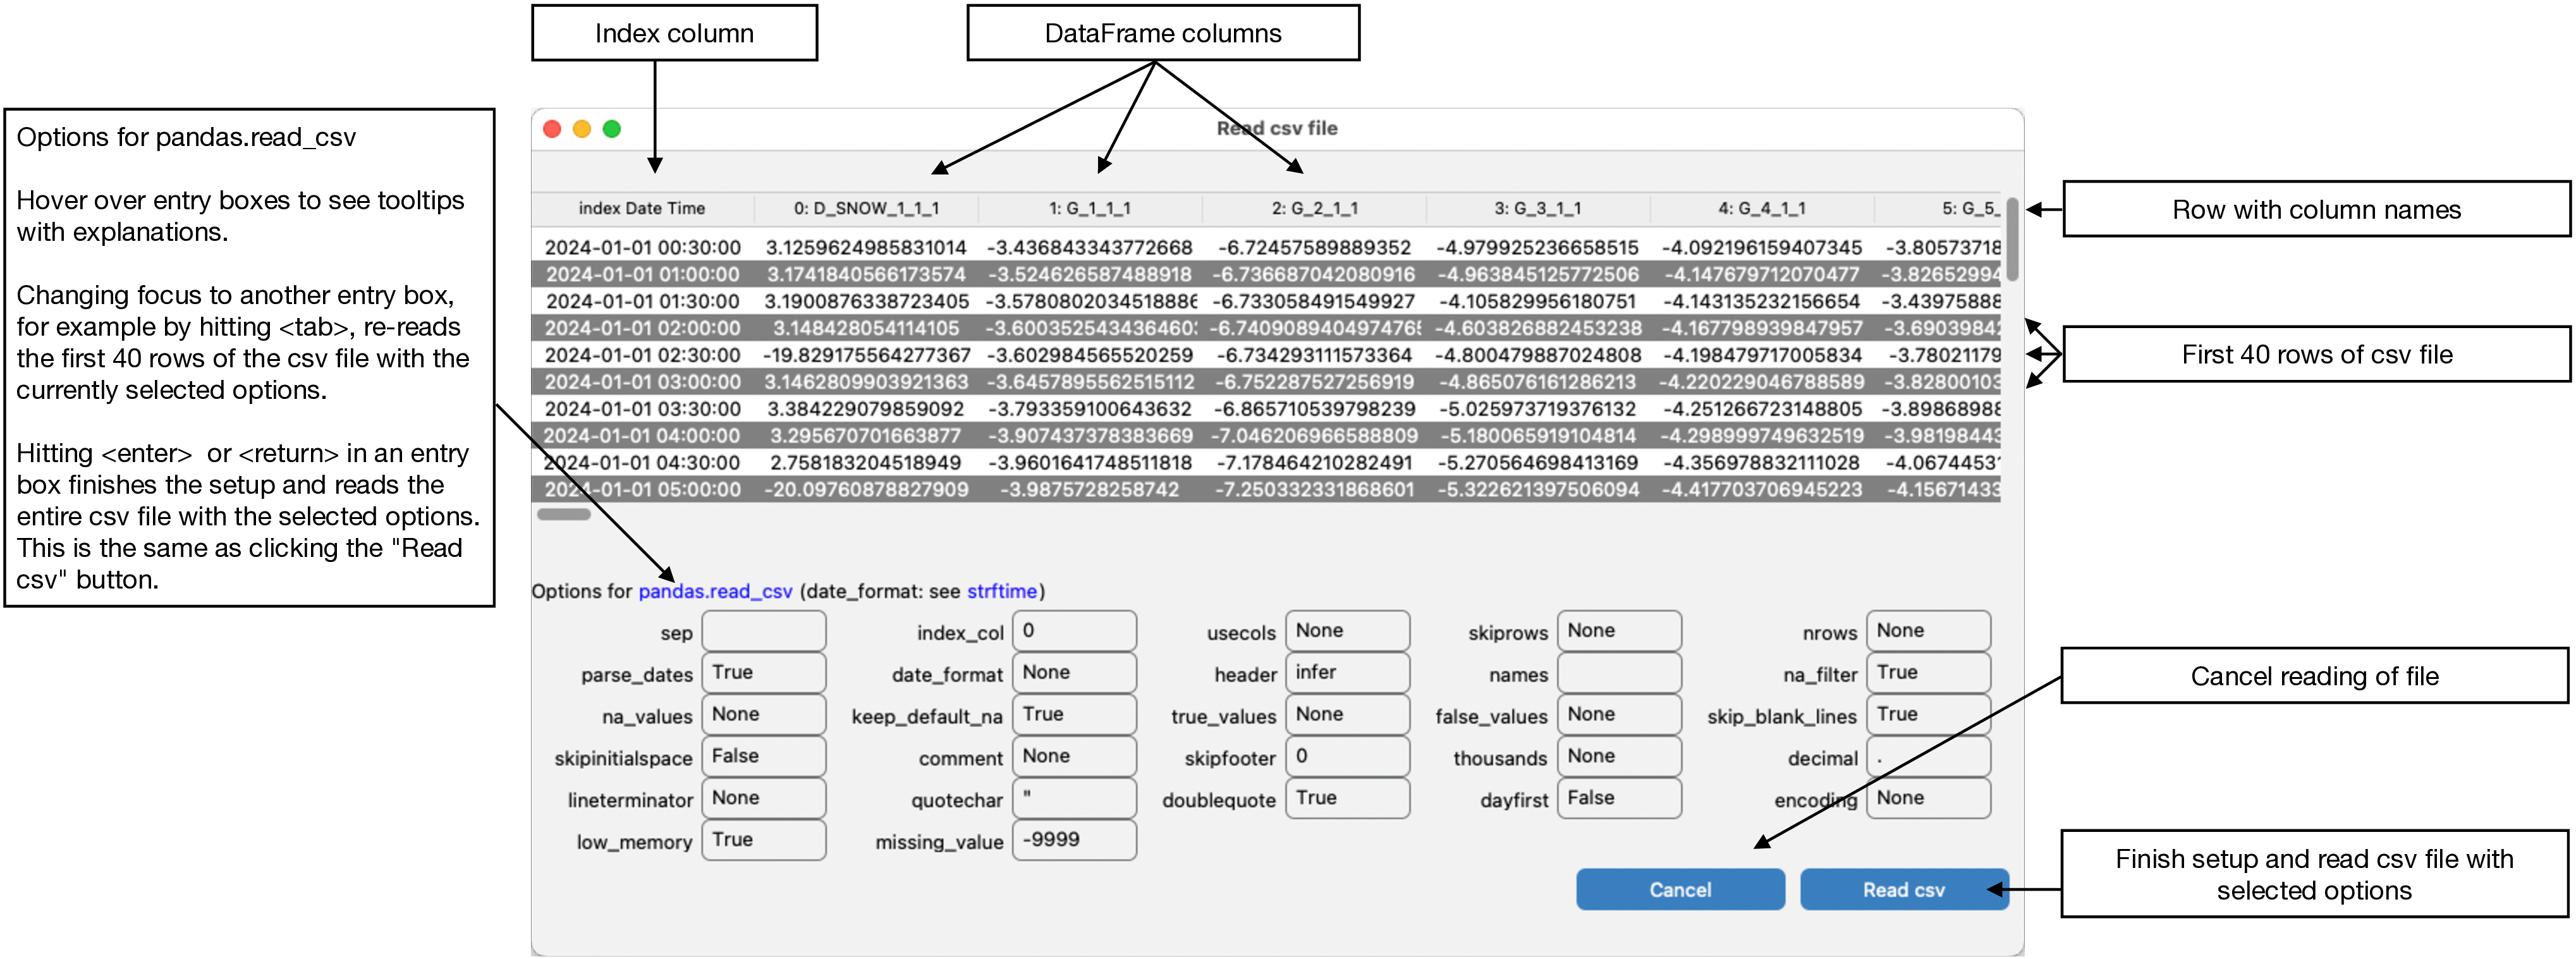 Index column
DataFrame columns
Options for pandas.read_csv
Hover over entry boxes to see tooltips
with explanations.
Changing focus to another entry box,
for example by hitting <tab>, re-reads
the first 40 rows of the csv file with the
currently selected options.
Hitting <enter>  or <return> in an entry
box finishes the setup and reads the
entire csv file with the selected options.
This is the same as clicking the "Read
csv" button.
Read csv file
index Date Time 0: D_SNOW_1_1_1 1: G_1_1_1 2: G_2_1_1 3: G_3_1_1 4: G_4_1_1 5: G_5_
2024-01-01 00:30:00 3.1259624985831014 -3.436843343772668 -6.72457589889352 -4.979925236658515 -4.092196159407345 -3.80573718
2024-01-01 01:00:00 3.1741840566173574 -3.524626587488918 -6.736687042080916 -4.963845125772506 -4.147679712070477 -3.82652994
2024-01-01 01:30:00 3.1900876338723405 -3.5780802034518886 -6.733058491549927 -4.105829956180751 -4.143135232156654 -3.43975888
2024-01-01 02:00:00 3.148428054114105 -3.600352543436460 -6.740908940497476 -4.603826882453238 -4.167798939847957 -3.69039842
2024-01-01 02:30:00 -19.829175564277367 -3.602984565520259 -6.734293111573364 -4.800479887024808 -4.198479717005834 -3.78021179
2024-01-01 03:00:00 3.1462809903921363 -3.6457895562515112 -6.752287527256919 -4.865076161286213 -4.220229046788589 -3.82800103
2024-01-01 03:30:00 3.384229079859092 -3.793359100643632 -6.865710539798239 -5.025973719376132 -4.251266723148805 -3.89868988
2024-01-01 04:00:00 3.295670701663877 -3.907437378383669 -7.046206966588809 -5.180065919104814 -4.298999749632519 -3.98198443
2024-01-01 04:30:00 2.758183204518949 -3.9601641748511818 -7.178464210282491 -5.270564698413169 -4.356978832111028 -4.0674453
2024-01-01 05:00:00 -20.09760878827909 -3.9875728258742 -7.250332331868601 -5.322621397506094 -4.417703706945223 -4.15671433
Row with column names
First 40 rows of csv file
Options for pandas.read_csv (date_format: see strftime)
sep index_col 0 usecols None skiprows None nrows None
parse_dates True date_format None header infer names na_filter True
na_values None keep_default_na True true_values None false_values None skip_blank_lines True
skipinitialspace False comment None skipfooter 0 thousands None decimal .
lineterminator None quotechar " doublequote True dayfirst False encoding None
low_memory True missing_value -9999
Cancel Read csv
Cancel reading of file
Finish setup and read csv file with
selected options